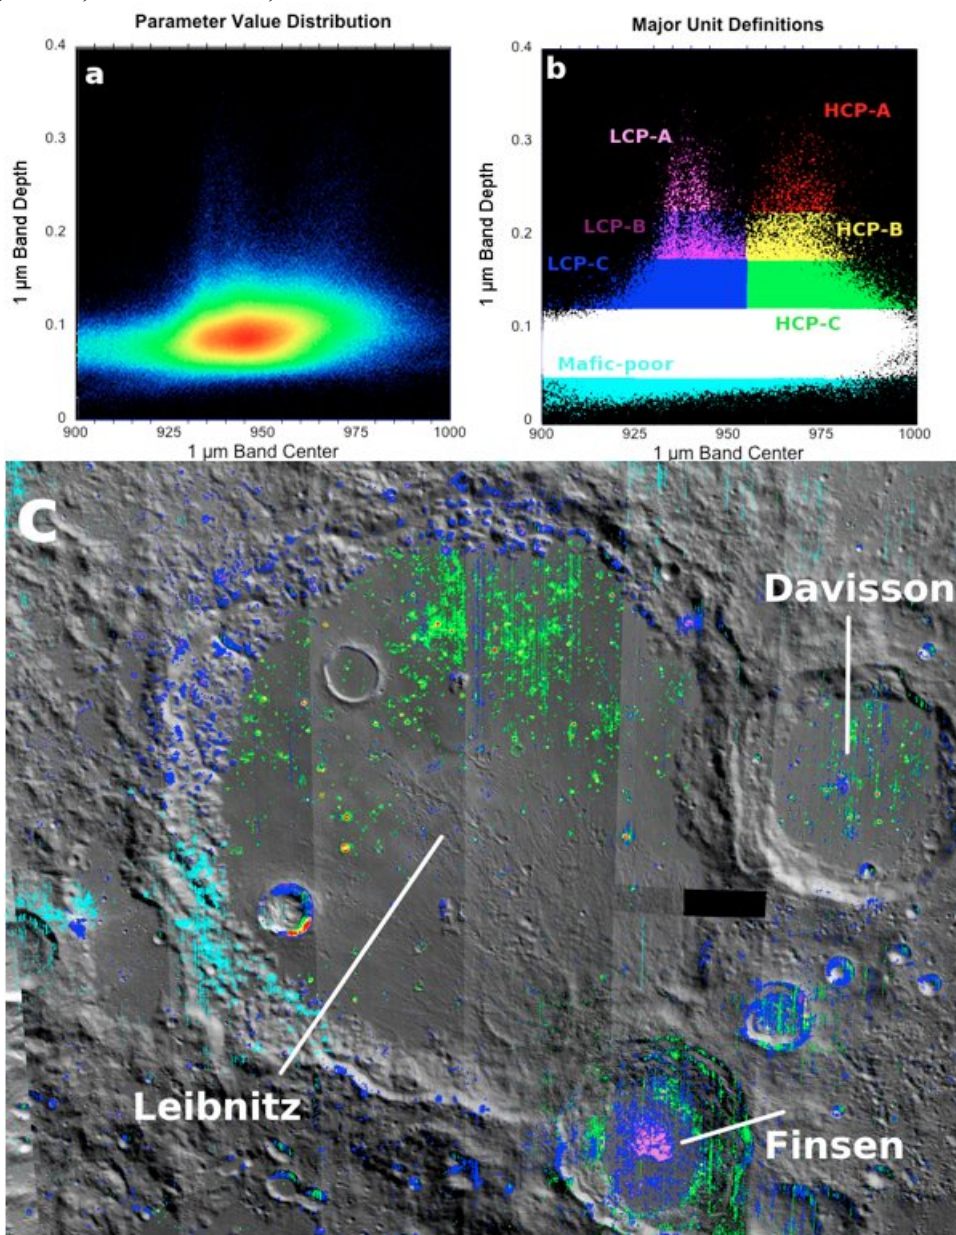 Parameter Value Distribution
a
0.4
0.3
0.2
0.1
0
1 µm Band Depth
900
925
950
975
1000
1 µm Band Center
Major Unit Definitions
b
0.4
0.3
0.2
0.1
0
1 µm Band Depth
HCP-A
LCP-A
LCP-B
HCP-B
LCP-C
HCP-C
Mafic-poor
900
925
950
975
1000
1 µm Band Center
c
Davisson
Leibnitz
Finsen